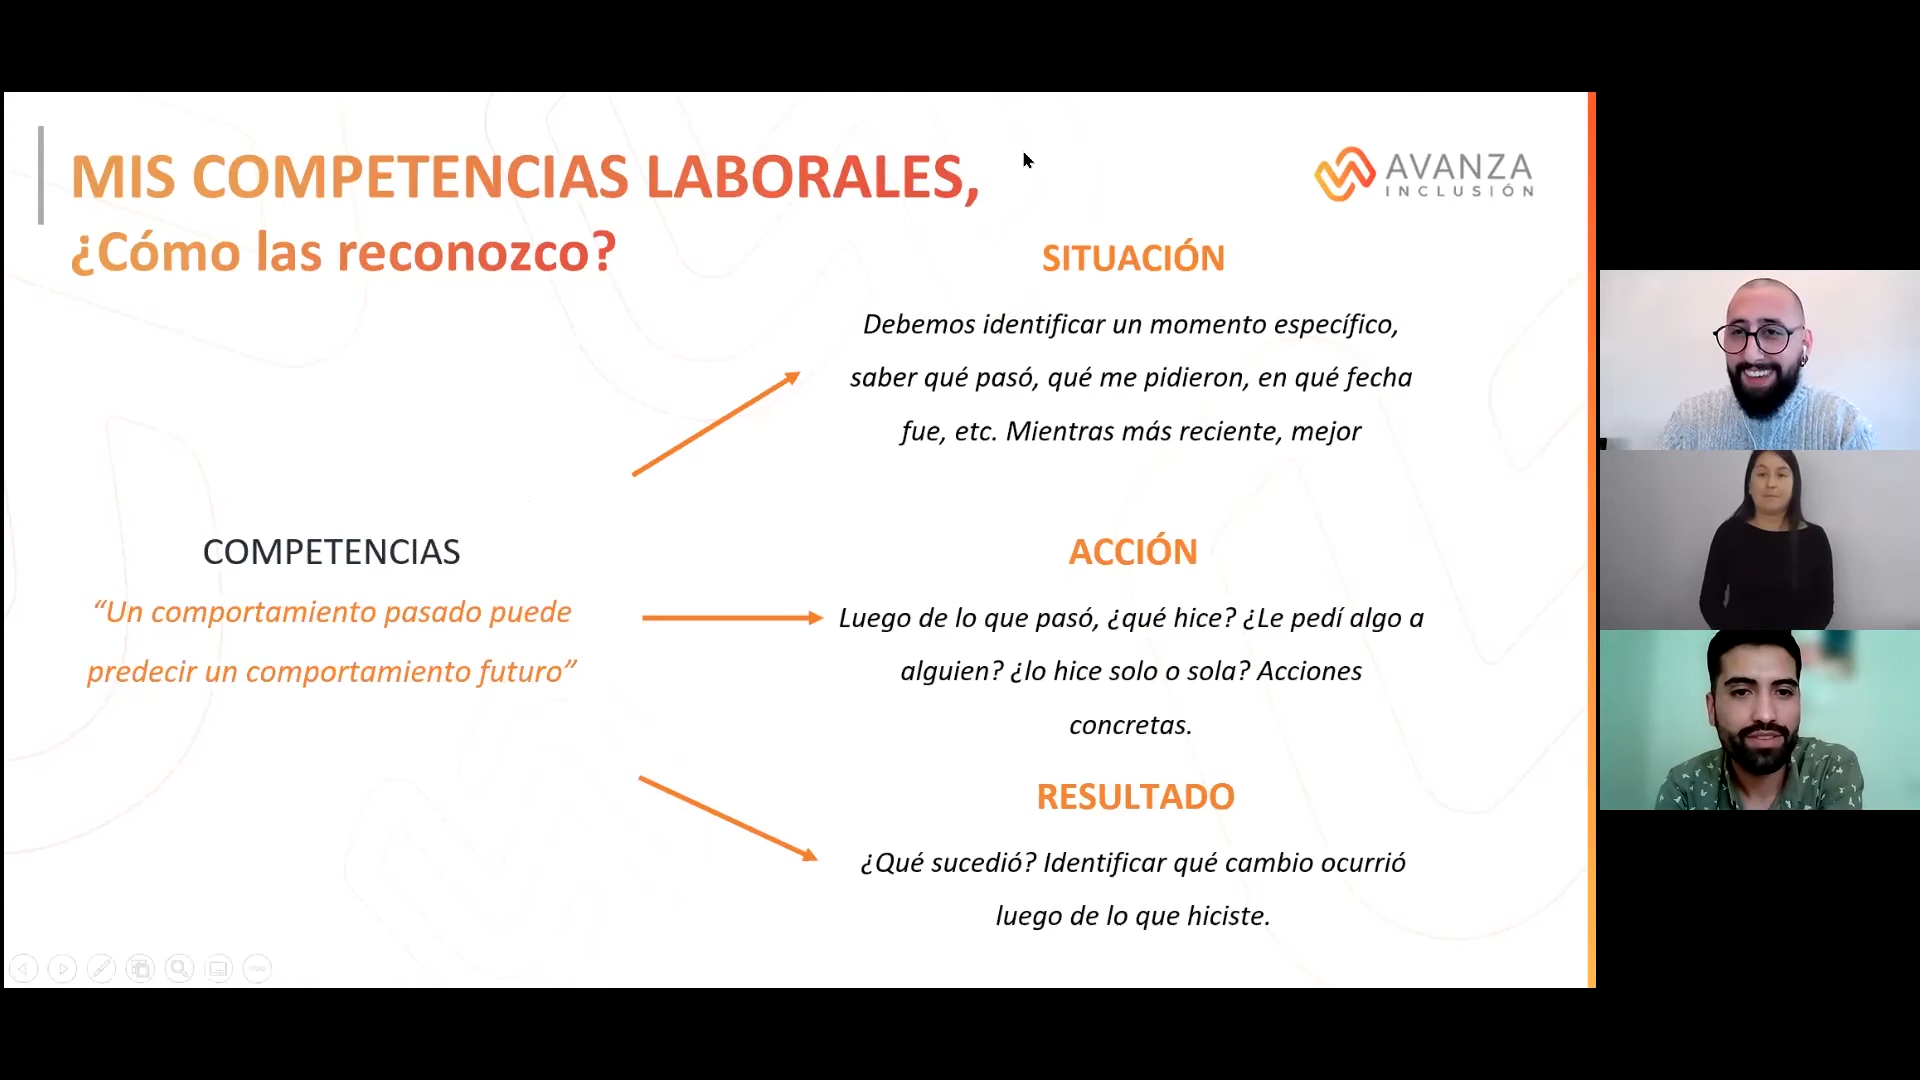 MIS COMPETENCIAS LABORALES,
¿Cómo las reconozco?
AVANZA
INCLUSIÓN
SITUACIÓN
Debemos identificar un momento específico,
saber qué pasó, qué me pidieron, en qué fecha
fue, etc. Mientras más reciente, mejor
COMPETENCIAS
“Un comportamiento pasado puede
predecir un comportamiento futuro”
ACCIÓN
Luego de lo que pasó, ¿qué hice? ¿Le pedí algo a
alguien? ¿lo hice solo o sola? Acciones
concretas.
RESULTADO
¿Qué sucedió? Identificar qué cambio ocurrió
luego de lo que hiciste.